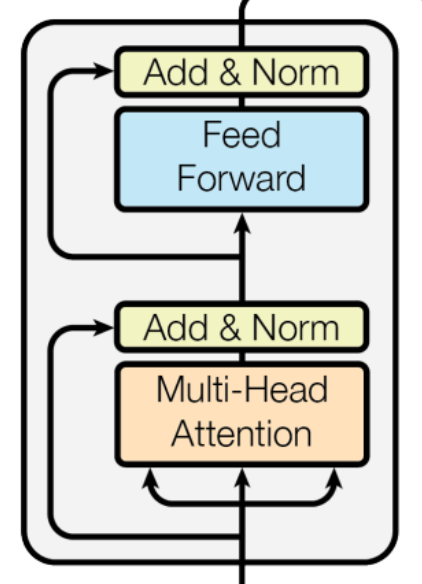 Add & Norm
Feed
Forward
Add & Norm
Multi-Head
Attention